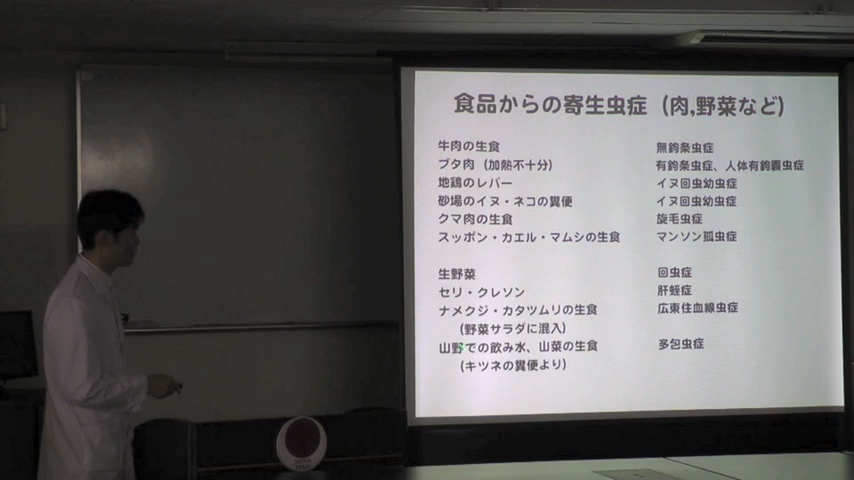 食品からの寄生虫症（肉,野菜など）
牛肉の生食 無鉤条虫症
ブタ肉（加熱不十分） 有鉤条虫症、人体有鉤嚢虫症
地鶏のレバー イヌ回虫幼虫症
砂場のイヌ・ネコの糞便 イヌ回虫幼虫症
クマ肉の生食 旋毛虫症
スッポン・カエル・マムシの生食 マンソン孤虫症
生野菜 回虫症
セリ・クレソン 肝蛭症
ナメクジ・カタツムリの生食 広東住血線虫症
（野菜サラダに混入）
山野での飲み水、山菜の生食 多包虫症
（キツネの糞便より）